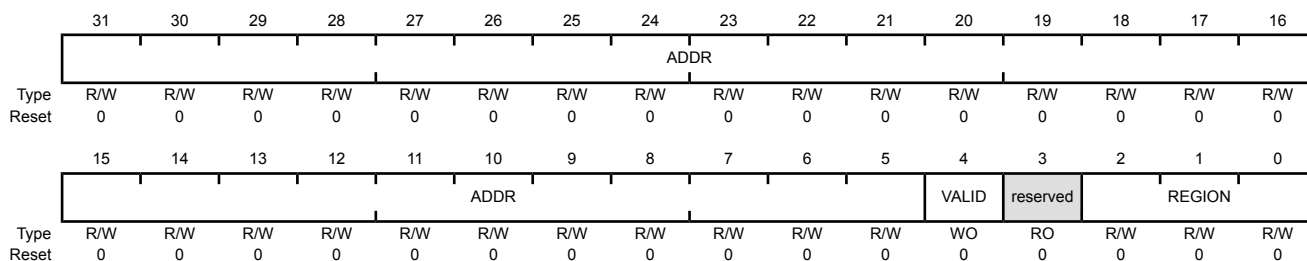 31 30 29 28 27 26 25 24 23 22 21 20 19 18 17 16
ADDR
Type R/W R/W R/W R/W R/W R/W R/W R/W R/W R/W R/W R/W R/W R/W R/W R/W
Reset 0 0 0 0 0 0 0 0 0 0 0 0 0 0 0 0
15 14 13 12 11 10 9 8 7 6 5 4 3 2 1 0
ADDR VALID reserved REGION
Type R/W R/W R/W R/W R/W R/W R/W R/W R/W R/W R/W WO RO R/W R/W R/W
Reset 0 0 0 0 0 0 0 0 0 0 0 0 0 0 0 0